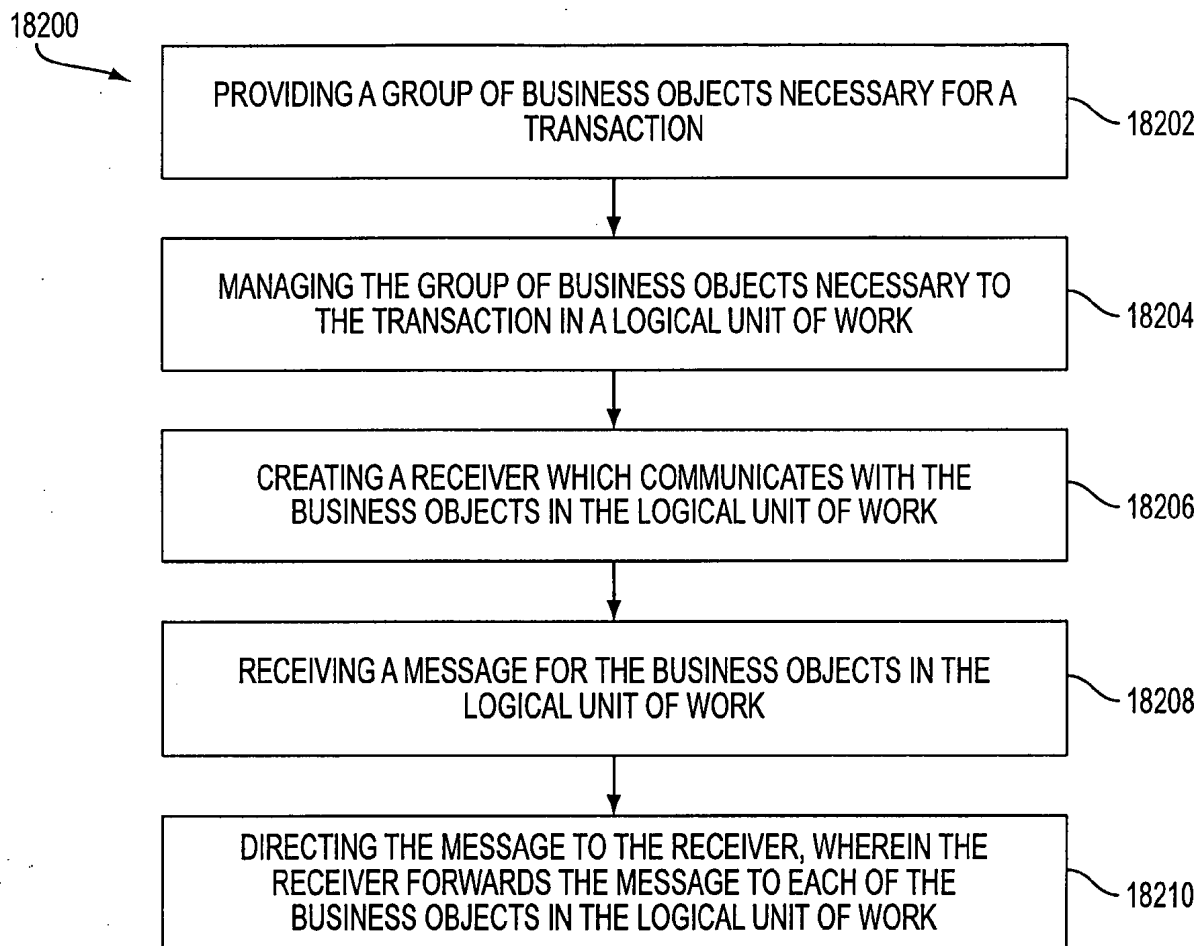 18200
PROVIDING A GROUP OF BUSINESS OBJECTS NECESSARY FOR A
TRANSACTION
18202
MANAGING THE GROUP OF BUSINESS OBJECTS NECESSARY TO
THE TRANSACTION IN A LOGICAL UNIT OF WORK
18204
CREATING A RECEIVER WHICH COMMUNICATES WITH THE
BUSINESS OBJECTS IN THE LOGICAL UNIT OF WORK
18206
RECEIVING A MESSAGE FOR THE BUSINESS OBJECTS IN THE
LOGICAL UNIT OF WORK
18208
DIRECTING THE MESSAGE TO THE RECEIVER, WHEREIN THE
RECEIVER FORWARDS THE MESSAGE TO EACH OF THE
BUSINESS OBJECTS IN THE LOGICAL UNIT OF WORK
18210